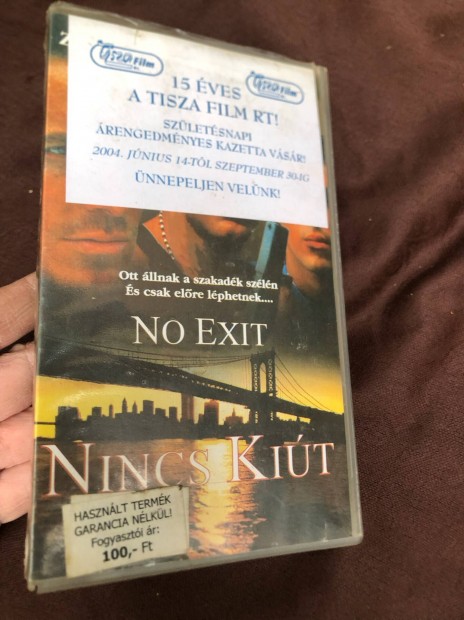 Tisza Film
Tisza Film
15 ÉVES
A TISZA FILM RT!
SZÜLETÉSNAPI
ÁRENGEDMÉNYES KAZETTA VÁSÁR!
2004. JÚNIUS 14-TŐL SZEPTEMBER 30-IG
ÜNNEPELJEN VELÜNK!
Ott állnak a szakadék szélén
És csak előre léphetnek....
NO EXIT
NINCS KIÚT
HASZNÁLT TERMÉK
GARANCIA NÉLKÜL!
Fogyasztói ár:
100,- Ft